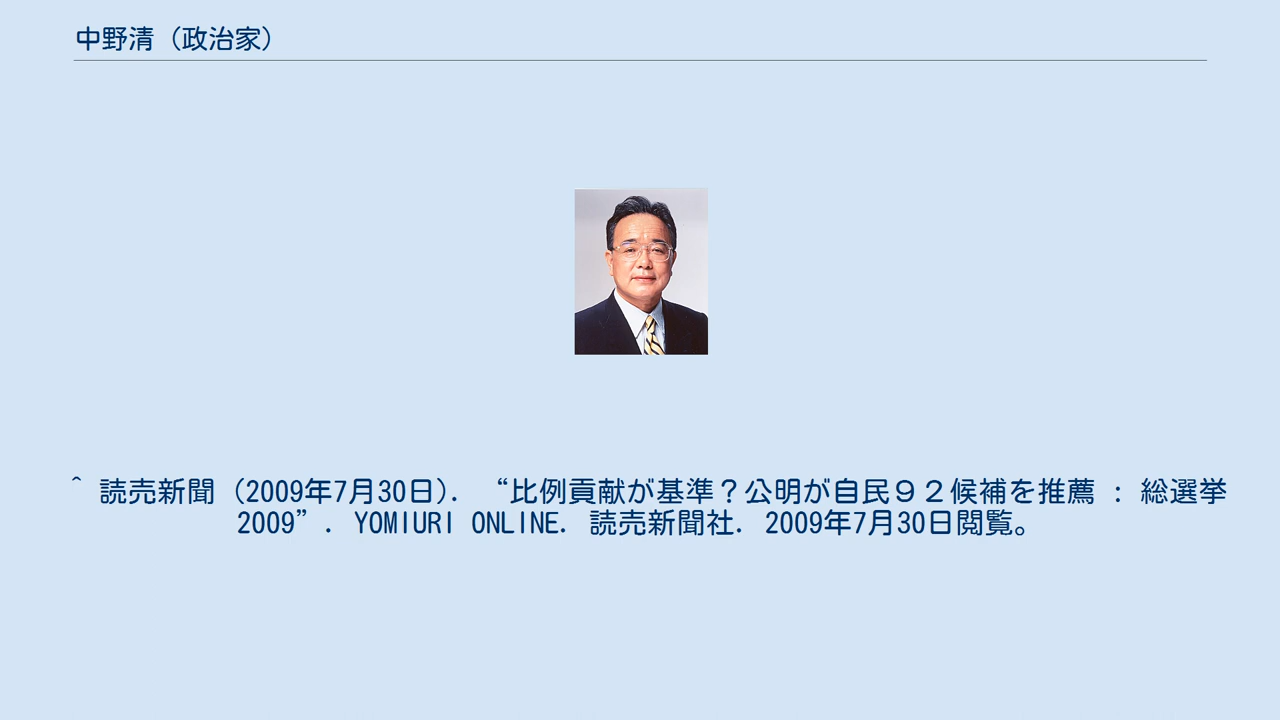 中野清（政治家）
^ 読売新聞 (2009年7月30日). “比例貢献が基準？公明が自民９２候補を推薦 : 総選挙
2009”. YOMIURI ONLINE. 読売新聞社. 2009年7月30日閲覧。